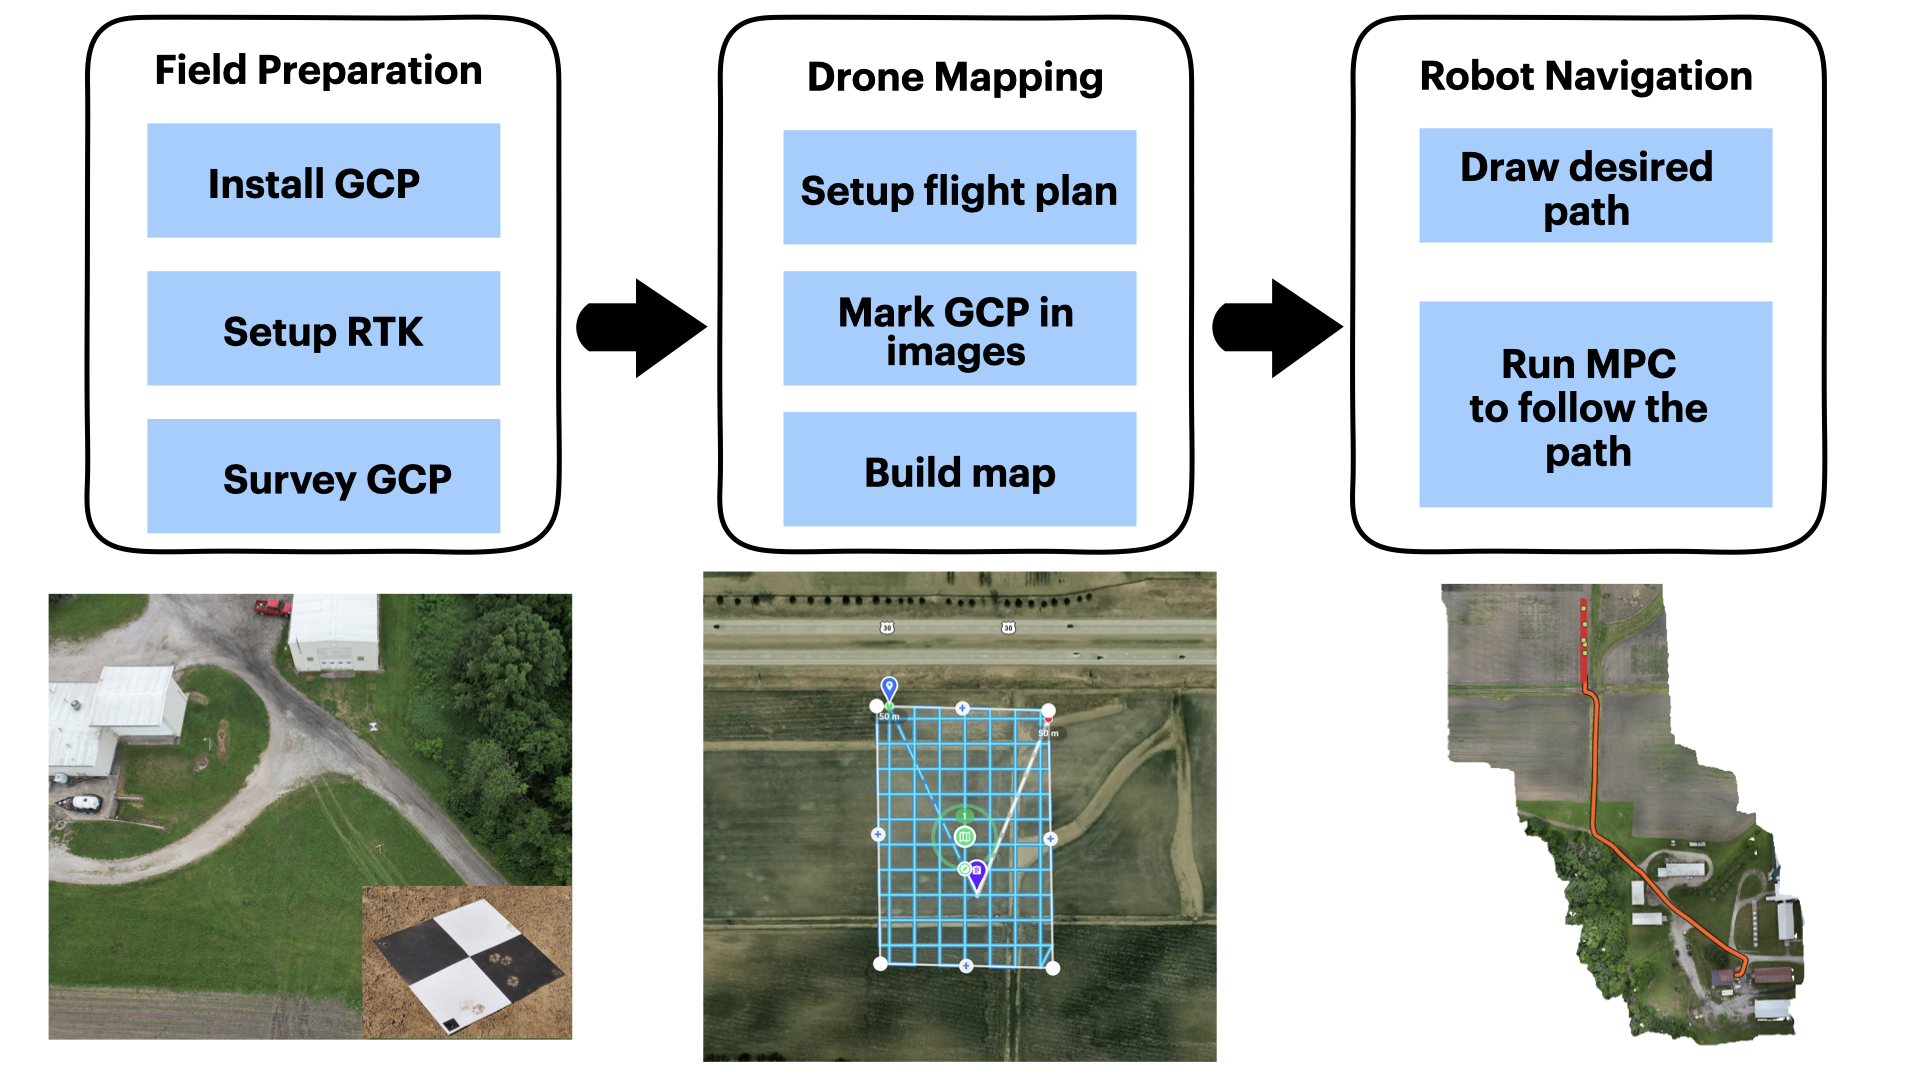 Field Preparation
Install GCP
Setup RTK
Survey GCP
Drone Mapping
Setup flight plan
Mark GCP in
images
Build map
Robot Navigation
Draw desired
path
Run MPC
to follow the
path
30
30
50 m
50 m
1